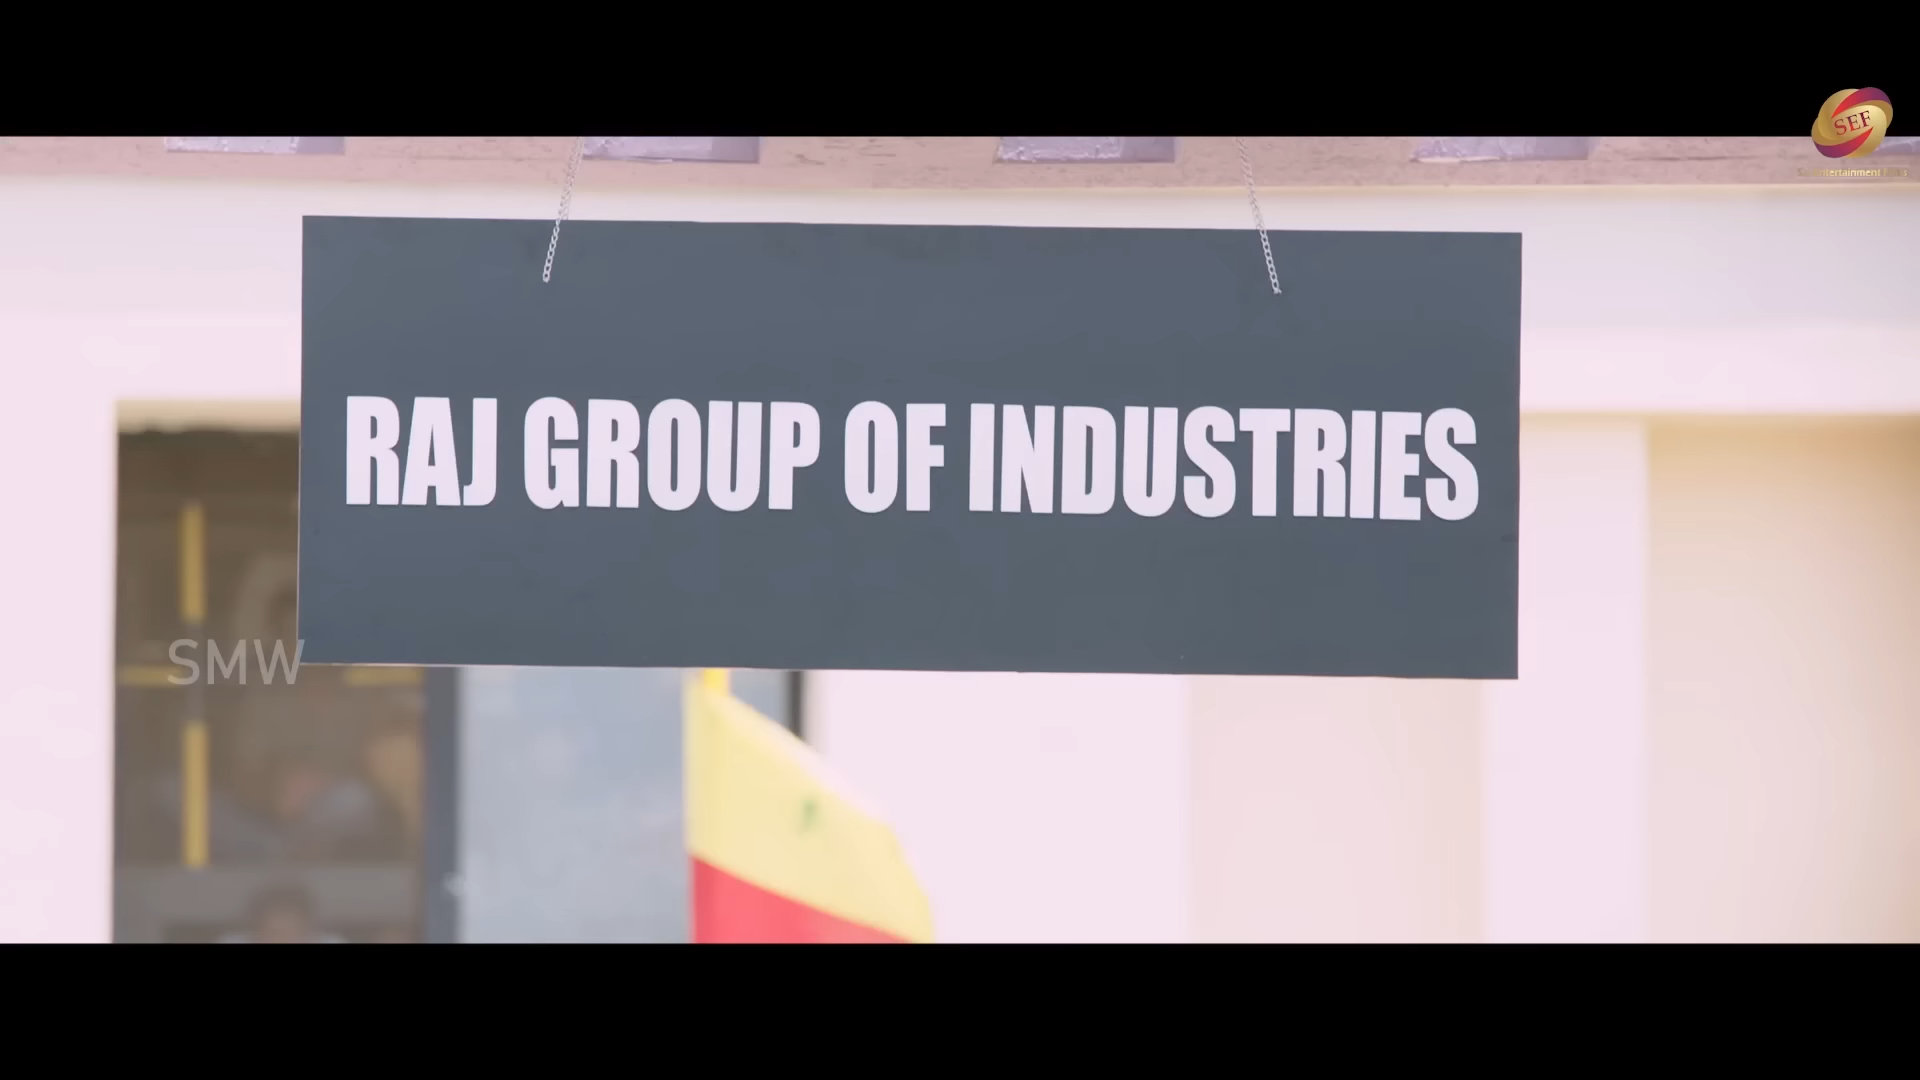 SEF
RAJ GROUP OF INDUSTRIES
SMW